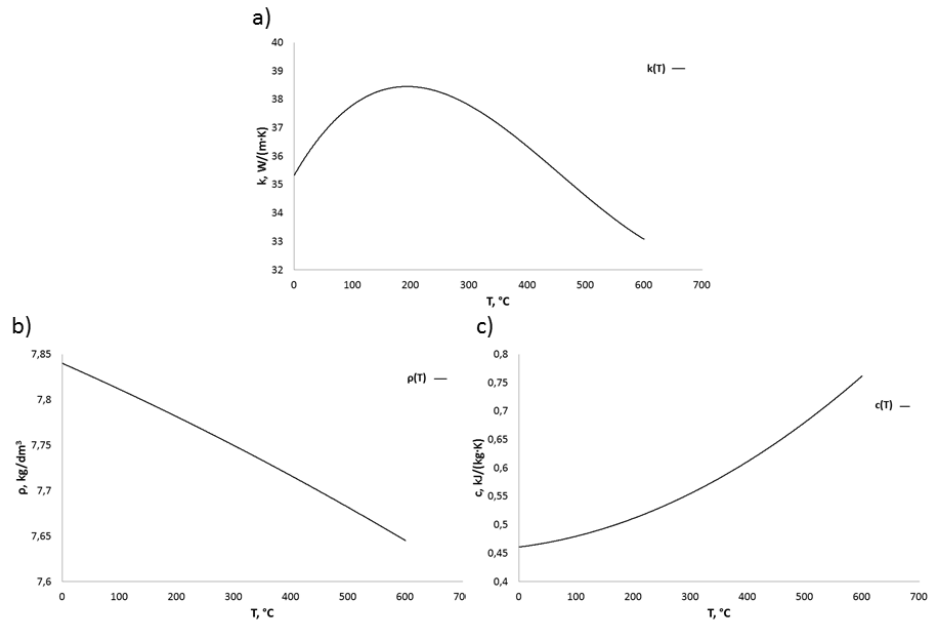 a)
40
39
38
37
36
35
34
33
32
k, W/(m·K)
k(T)
0 100 200 300 400 500 600 700
T, °C
b)
7,85
7,8
7,75
7,7
7,65
7,6
ρ, kg/dm³
ρ(T)
0 100 200 300 400 500 600 70
T, °C
c)
0,8
0,75
0,7
0,65
0,6
0,55
0,5
0,45
0,4
c, kJ/(kg·K)
c(T)
0 100 200 300 400 500 600 700
T, °C